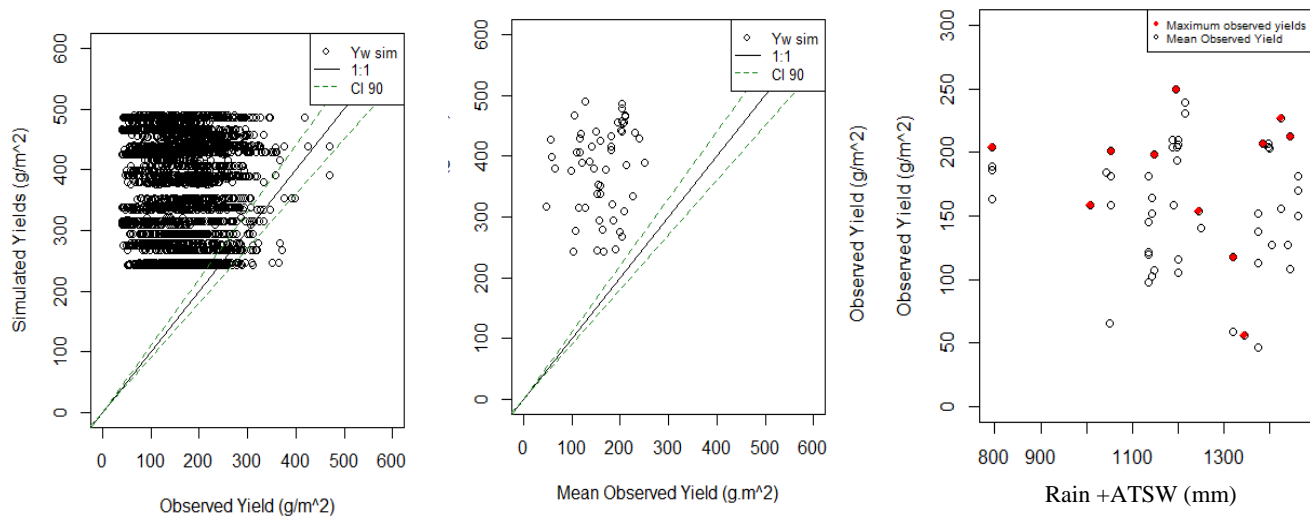 Simulated Yields (g/m^2)
600
500
400
300
200
100
0
Yw sim
1:1
CI 90
0 100 200 300 400 500 600
Observed Yield (g/m^2)
600
500
400
300
200
100
0
Yw sim
1:1
CI 90
0 100 200 300 400 500 600
Mean Observed Yield (g.m^2)
Observed Yield (g/m^2)
Observed Yield (g/m^2)
300
250
200
150
100
50
0
Maximum observed yields
Mean Observed Yield
800 900 1100 1300
Rain +ATSW (mm)